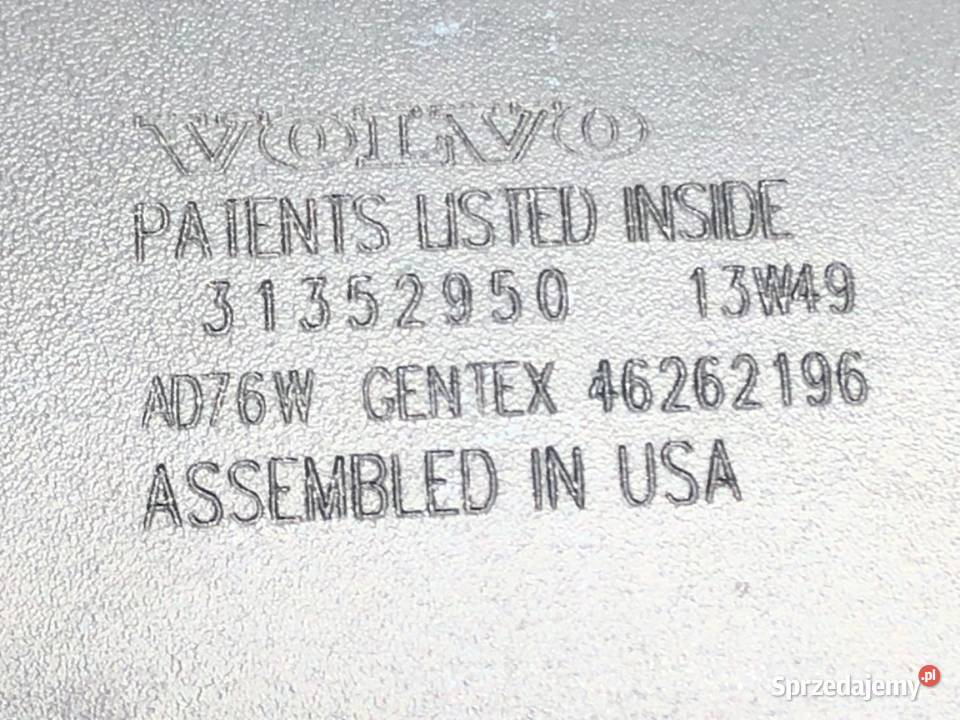 VOLVO
PATENTS LISTED INSIDE
31352950 13W49
AD76W GENTEX 46262196
ASSEMBLED IN USA
Sprzedajemy.pl